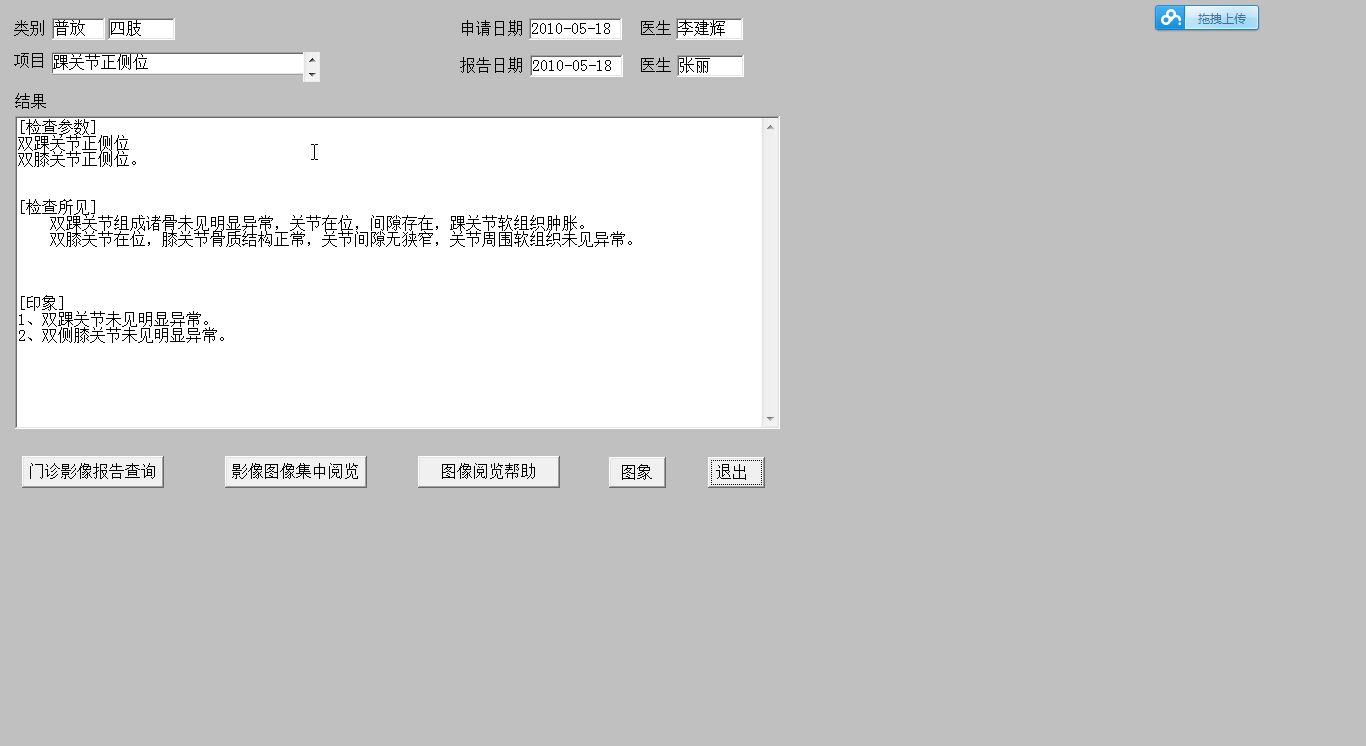 类别 普放 四肢 申请日期 2010-05-18 医生 李建辉
项目 踝关节正侧位 报告日期 2010-05-18 医生 张丽
结果
[检查参数]
双踝关节正侧位
双膝关节正侧位。
[检查所见]
双踝关节组成诸骨未见明显异常，关节在位，间隙存在，踝关节软组织肿胀。
双膝关节在位，膝关节骨质结构正常，关节间隙无狭窄，关节周围软组织未见异常。
[印象]
1、双踝关节未见明显异常。
2、双侧膝关节未见明显异常。
门诊影像报告查询 影像图像集中阅览 图像阅览帮助 图象 退出
拖拽上传